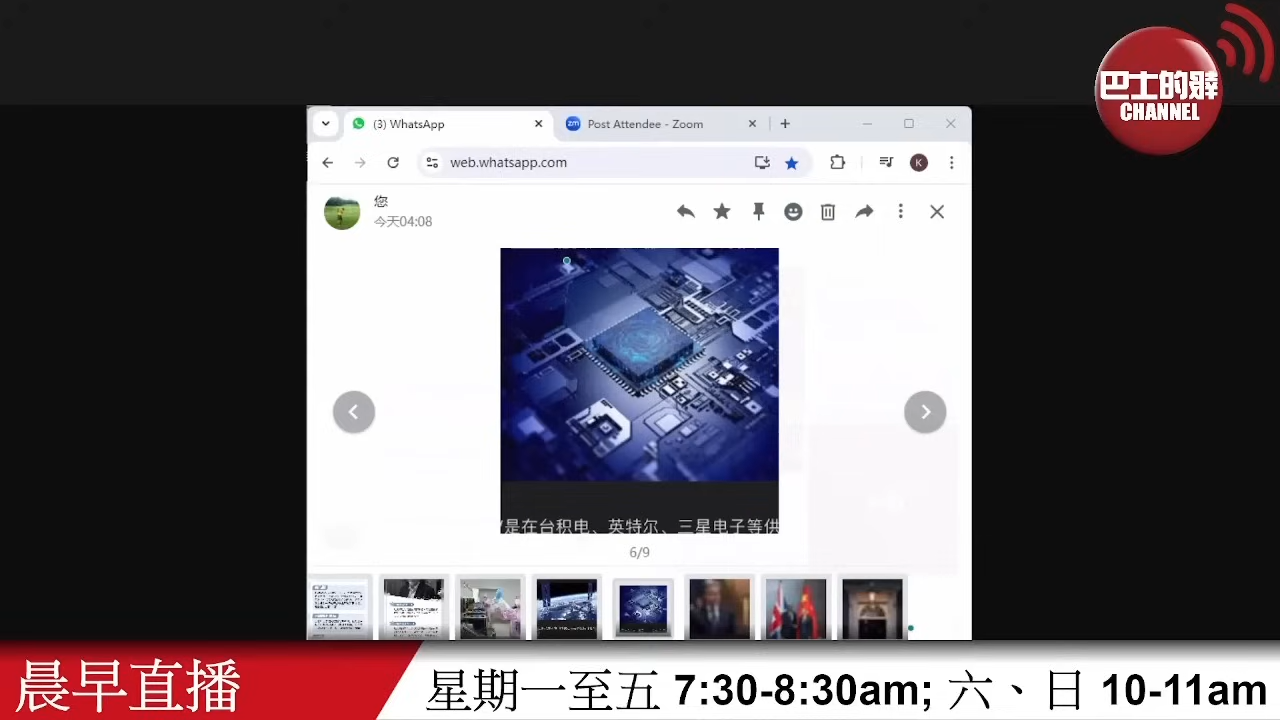 巴士的報
CHANNEL
(3) WhatsApp
Post Attendee - Zoom
web.whatsapp.com
K
您
今天04:08
是在台积电、英特尔、三星电子等供
6/9
晨早直播
星期一至五 7:30-8:30am; 六、日 10-11am